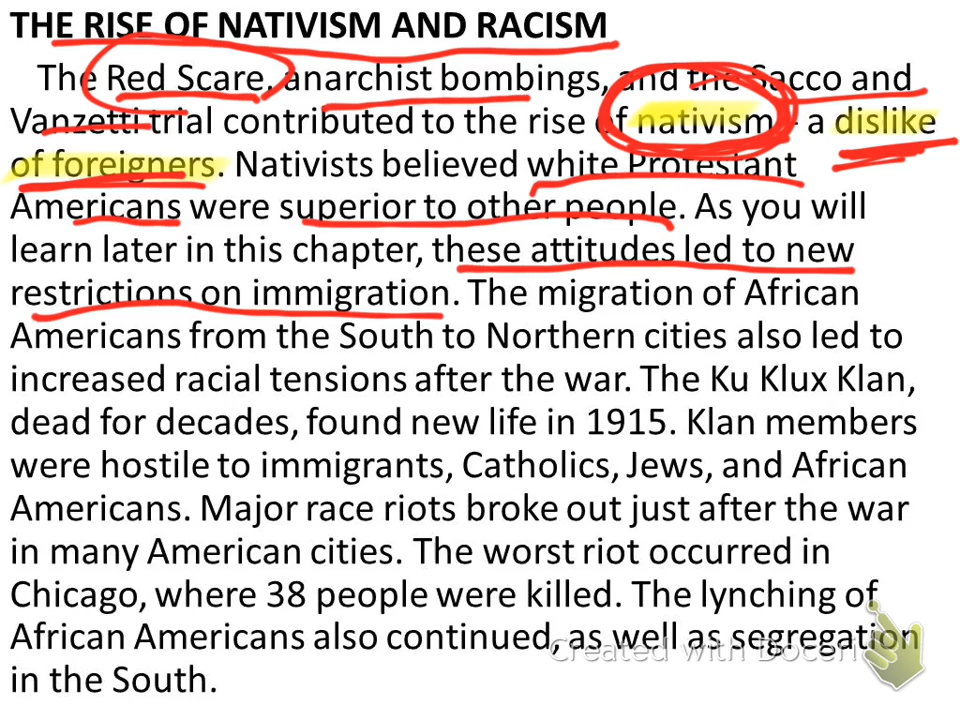 THE RISE OF NATIVISM AND RACISM
The Red Scare, anarchist bombings, and the Sacco and
Vanzetti trial contributed to the rise of nativism - a dislike
of foreigners. Nativists believed white Protestant
Americans were superior to other people. As you will
learn later in this chapter, these attitudes led to new
restrictions on immigration. The migration of African
Americans from the South to Northern cities also led to
increased racial tensions after the war. The Ku Klux Klan,
dead for decades, found new life in 1915. Klan members
were hostile to immigrants, Catholics, Jews, and African
Americans. Major race riots broke out just after the war
in many American cities. The worst riot occurred in
Chicago, where 38 people were killed. The lynching of
African Americans also continued, as well as segregation
in the South.
Created with Doceri